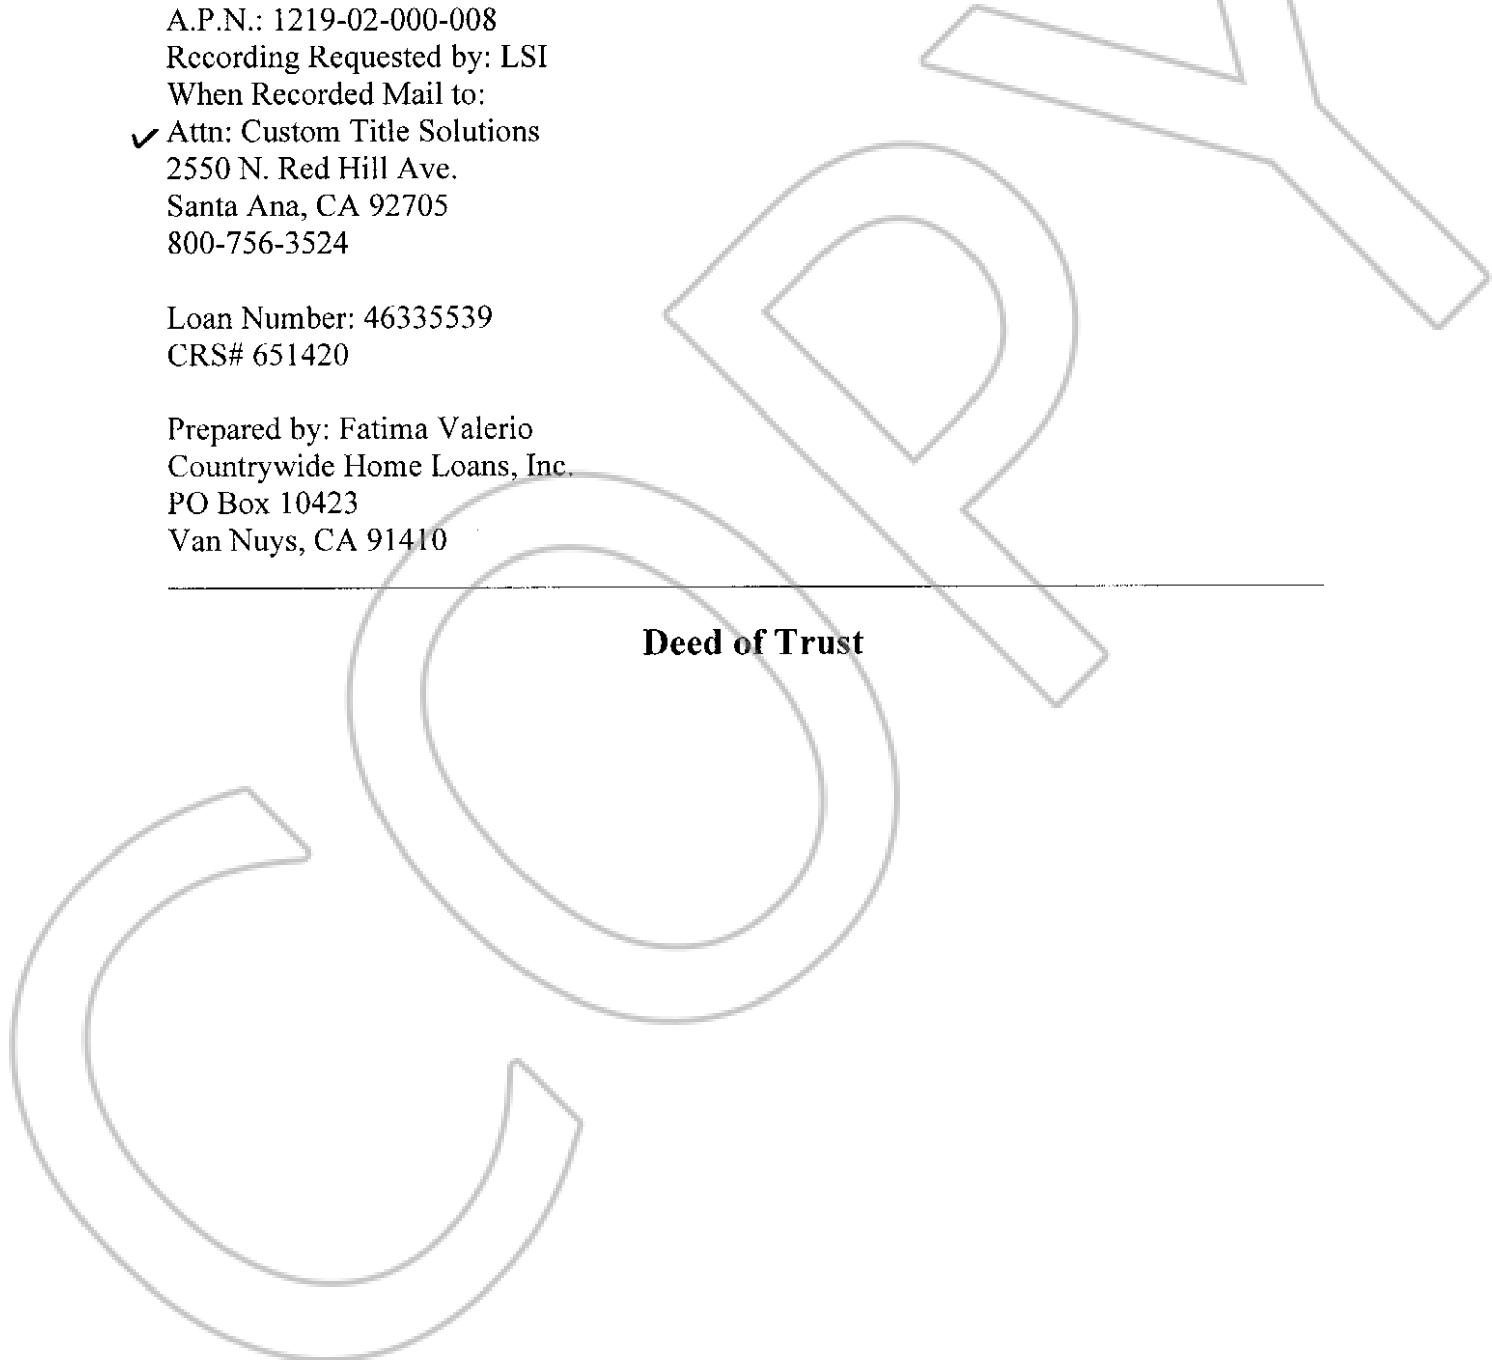 A.P.N.: 1219-02-000-008
Recording Requested by: LSI
When Recorded Mail to:
✓ Attn: Custom Title Solutions
2550 N. Red Hill Ave.
Santa Ana, CA 92705
800-756-3524
Loan Number: 46335539
CRS# 651420
Prepared by: Fatima Valerio
Countrywide Home Loans, Inc.
PO Box 10423
Van Nuys, CA 91410
Deed of Trust
COPY